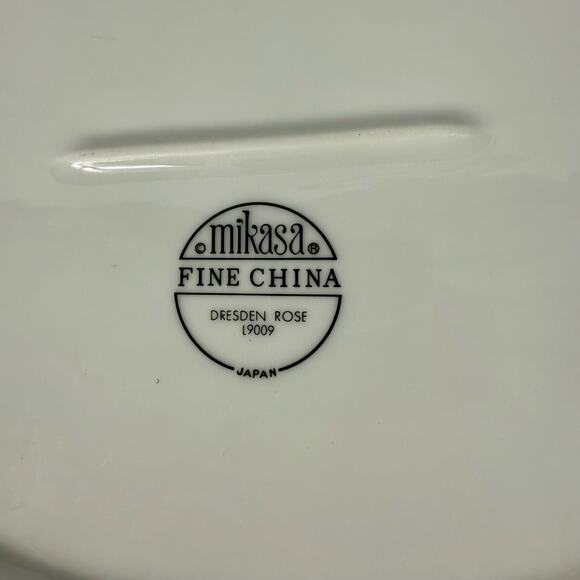 © mikasa ®
FINE CHINA
DRESDEN ROSE
L9009
JAPAN